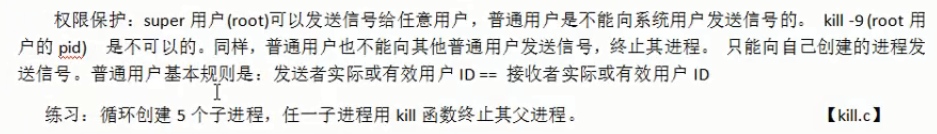 权限保护：super 用户(root)可以发送信号给任意用户，普通用户是不能向系统用户发送信号的。 kill -9 (root 用
户的 pid)  是不可以的。同样，普通用户也不能向其他普通用户发送信号，终止其进程。 只能向自己创建的进程发
送信号。普通用户基本规则是：发送者实际或有效用户 ID == 接收者实际或有效用户 ID
练习：循环创建 5 个子进程，任一子进程用 kill 函数终止其父进程。 【kill.c】